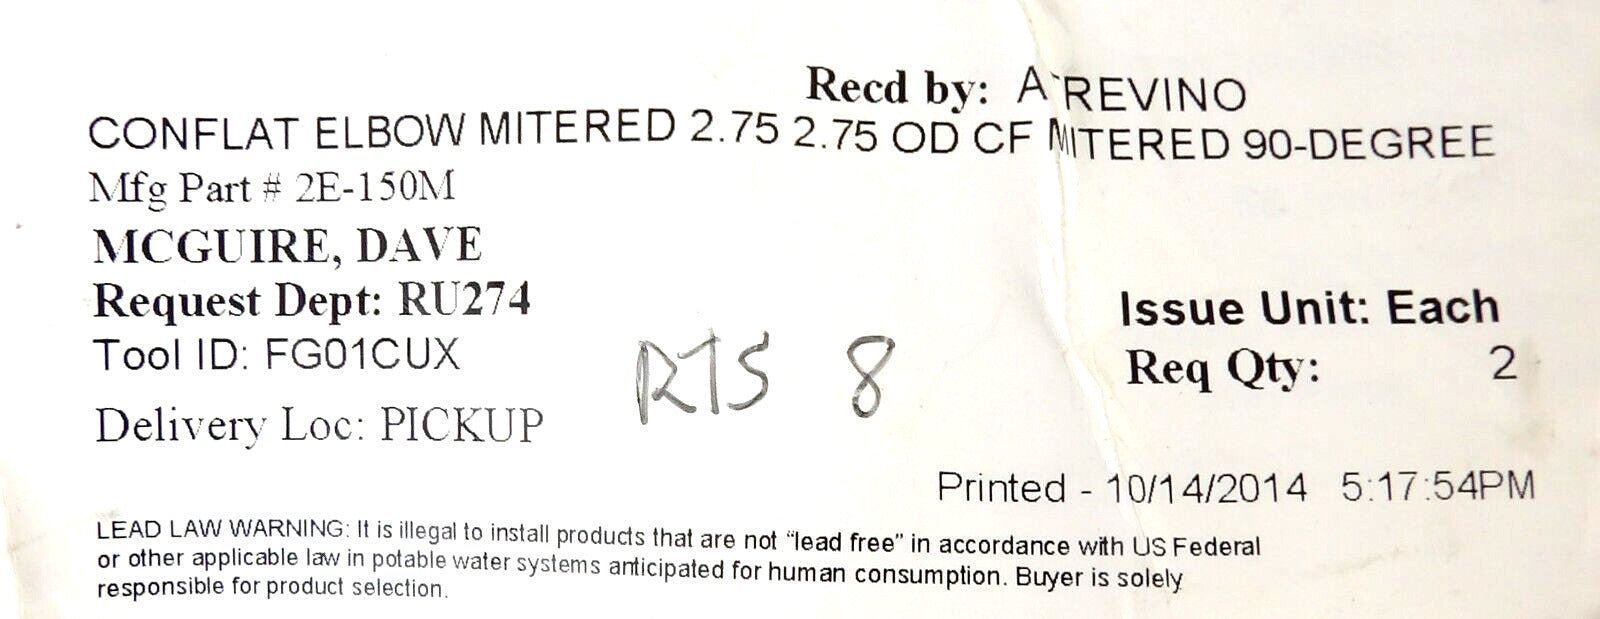 Recd by: ATREVINO
CONFLAT ELBOW MITERED 2.75 2.75 OD CF MITERED 90-DEGREE
Mfg Part # 2E-150M
MCGUIRE, DAVE
Request Dept: RU274
Issue Unit: Each
Tool ID: FG01CUX
RTS 8
Req Qty: 2
Delivery Loc: PICKUP
Printed - 10/14/2014 5:17:54PM
LEAD LAW WARNING: It is illegal to install products that are not "lead free" in accordance with US Federal
or other applicable law in potable water systems anticipated for human consumption. Buyer is solely
responsible for product selection.